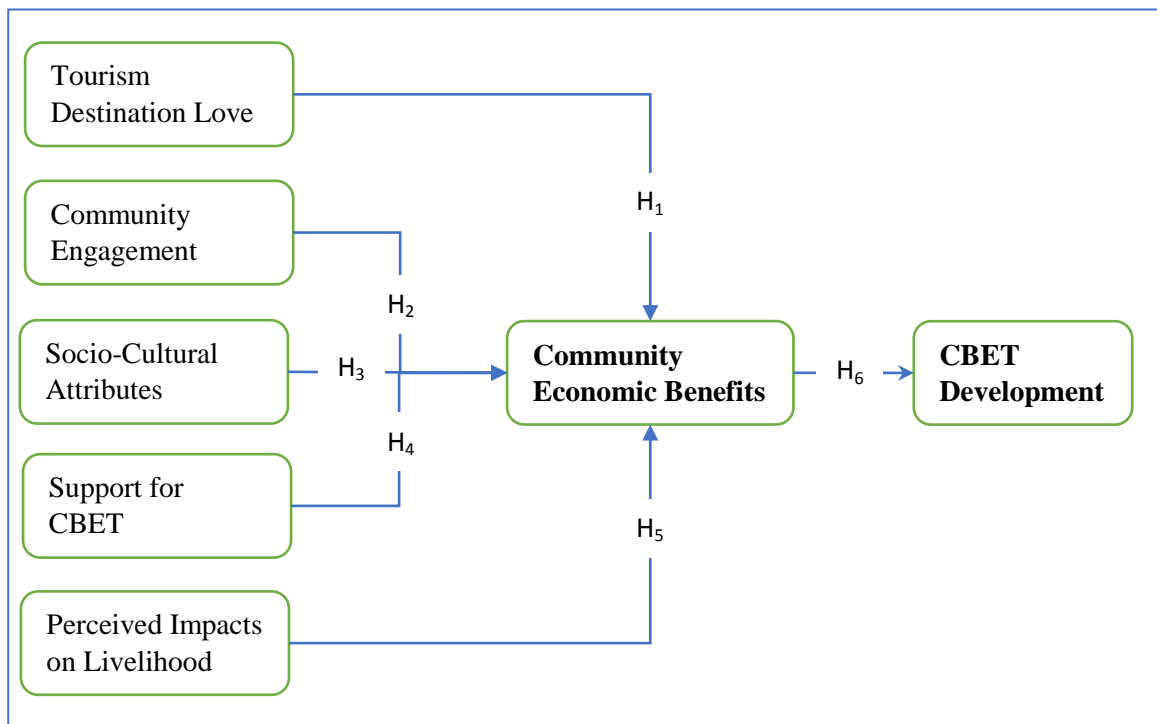 Tourism
Destination Love
H₁
Community
Engagement
H₂
Socio-Cultural
Attributes
H₃
Community
Economic Benefits
H₆
CBET
Development
H₄
Support for
CBET
H₅
Perceived Impacts
on Livelihood